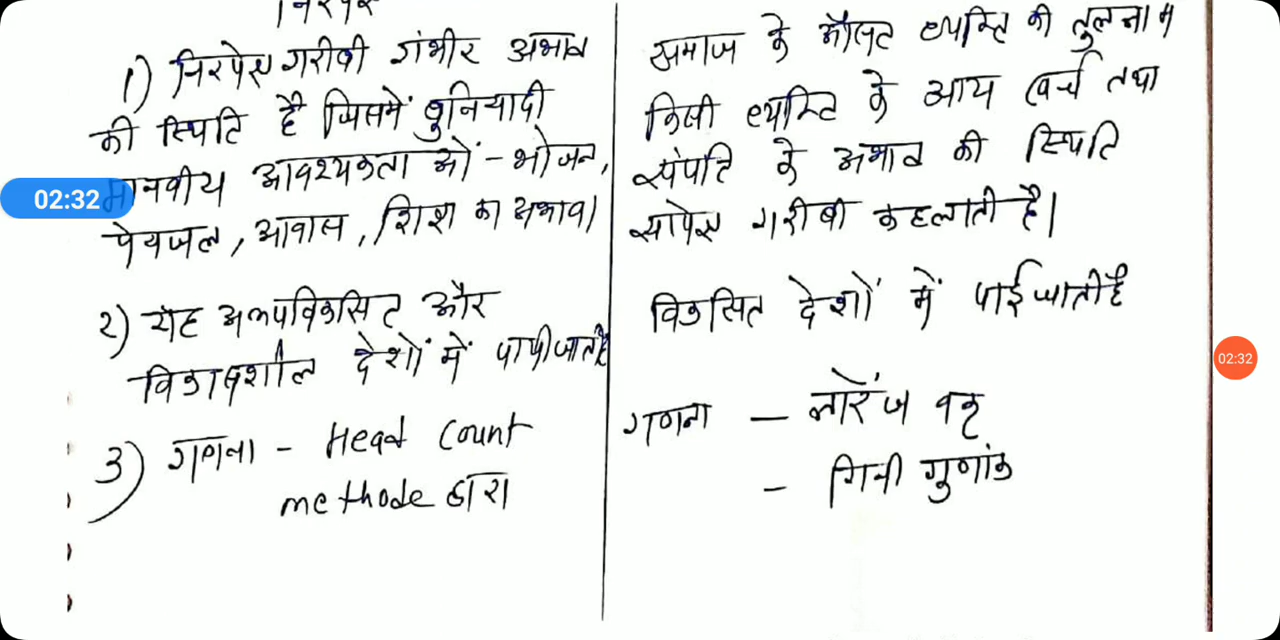 1) निरपेक्ष गरीबी गंभीर अभाव
की स्थिति है जिसमें बुनियादी
मानवीय आवश्यकताओं - भोजन,
पेयजल, आवास, शिक्षा का अभाव।
2) यह अल्पविकसित और
विकासशील देशों में पायी जाती है
3) गणना - Head Count
methode द्वारा
समाज के औसत व्यक्ति की तुलना में
किसी व्यक्ति के आय खर्च तथा
संपत्ति के अभाव की स्थिति
सापेक्ष गरीबी कहलाती है।
विकसित देशों में पाई जाती है
गणना — लोरेंज वक्र
- गिनी गुणांक
02:32
02:32